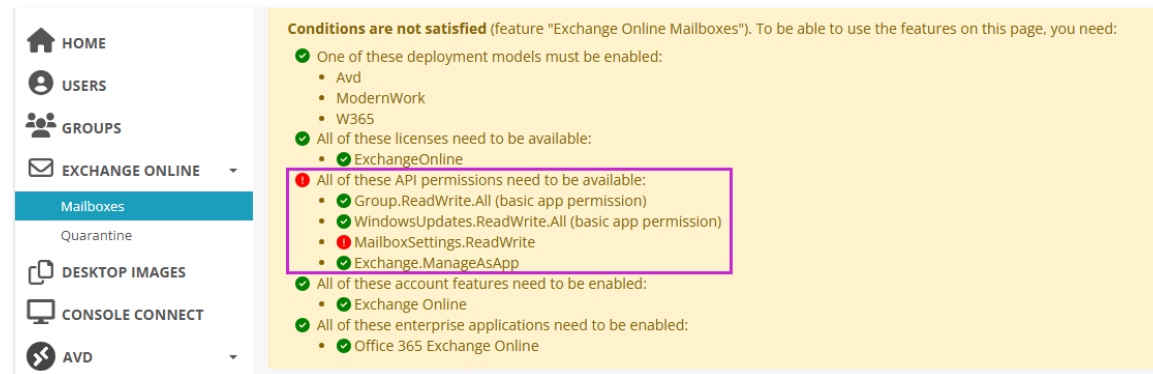 HOME
USERS
GROUPS
EXCHANGE ONLINE
Mailboxes
Quarantine
DESKTOP IMAGES
CONSOLE CONNECT
AVD
Conditions are not satisfied (feature "Exchange Online Mailboxes"). To be able to use the features on this page, you need:
One of these deployment models must be enabled:
Avd
ModernWork
W365
All of these licenses need to be available:
ExchangeOnline
All of these API permissions need to be available:
Group.ReadWrite.All (basic app permission)
WindowsUpdates.ReadWrite.All (basic app permission)
MailboxSettings.ReadWrite
Exchange.ManageAsApp
All of these account features need to be enabled:
Exchange Online
All of these enterprise applications need to be enabled:
Office 365 Exchange Online